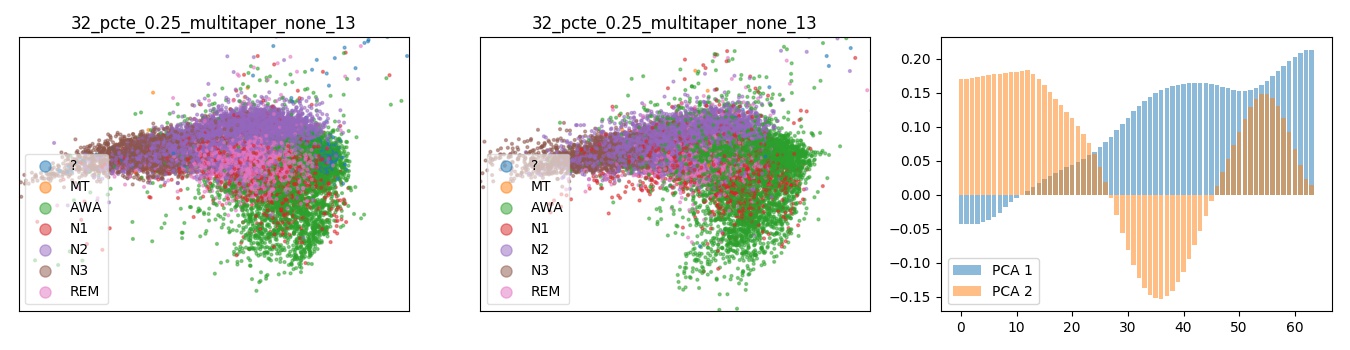 32_pcte_0.25_multitaper_none_13
?
MT
AWA
N1
N2
N3
REM
32_pcte_0.25_multitaper_none_13
?
MT
AWA
N1
N2
N3
REM
0.20
0.15
0.10
0.05
0.00
−0.05
−0.10
−0.15
PCA 1
PCA 2
0 10 20 30 40 50 60